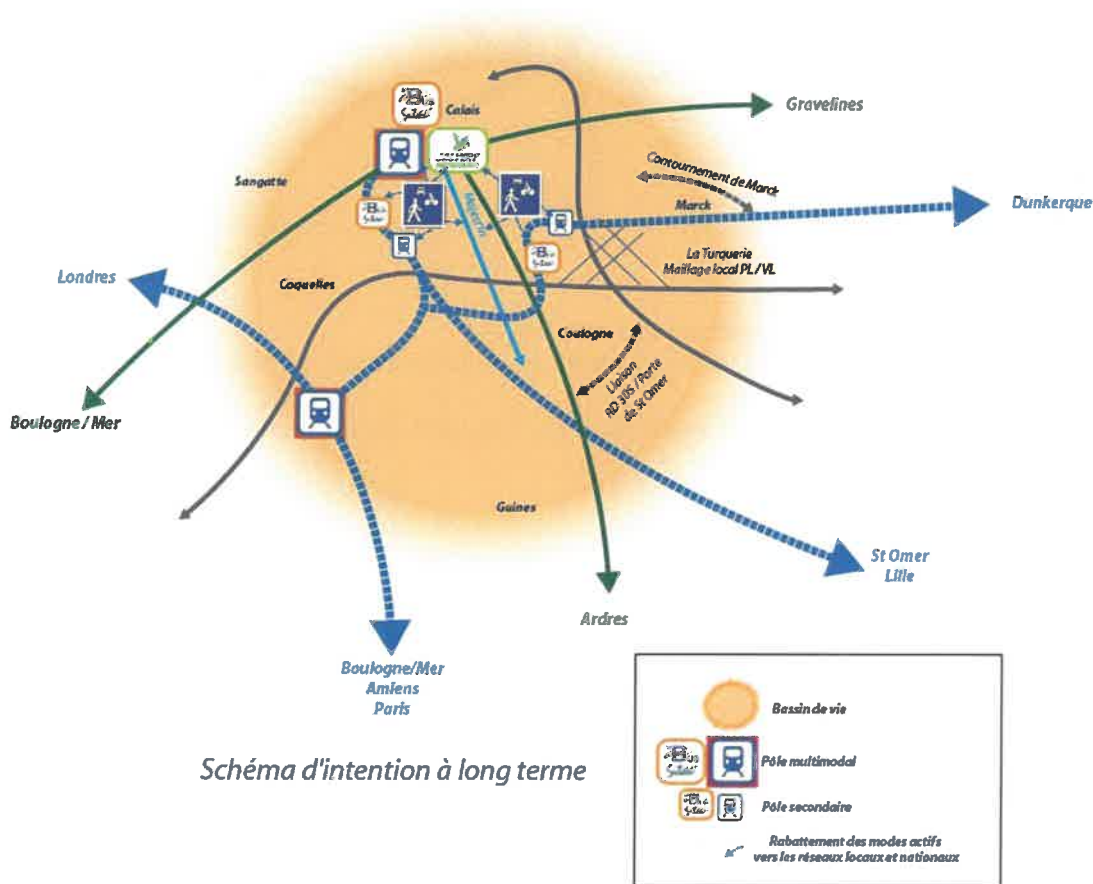 Calais
Gravelines
Contournement de Marck
Sangatte
Marck
Dunkerque
La Turquerie
Maillage local PL / VL
Londres
Coquelles
Coulogne
Liaison
RD 305 / Porte
de St Omer
Boulogne / Mer
Guînes
St Omer
Lille
Ardres
Boulogne/Mer
Amiens
Paris
Schéma d'intention à long terme
Bassin de vie
Pôle multimodal
Pôle secondaire
Rabattement des modes actifs
vers les réseaux locaux et nationaux